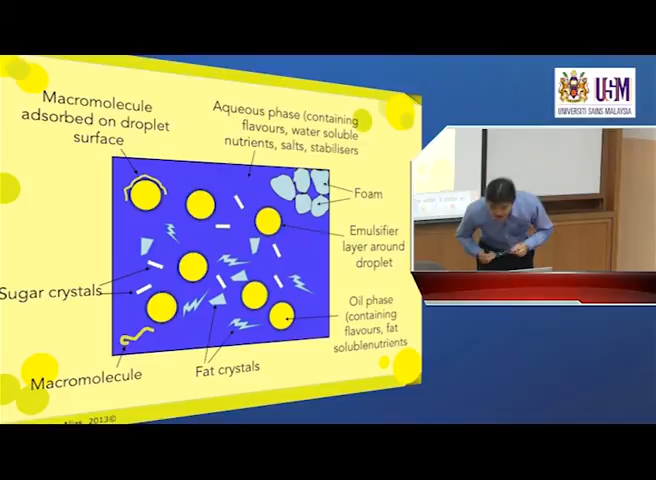 Macromolecule
adsorbed on droplet
surface
Aqueous phase (containing
flavours, water soluble
nutrients, salts, stabilisers
Foam
Emulsifier
layer around
droplet
Sugar crystals
Oil phase
(containing
flavours, fat
solublenutrients
Macromolecule
Fat crystals
2013©
USM
UNIVERSITI SAINS MALAYSIA